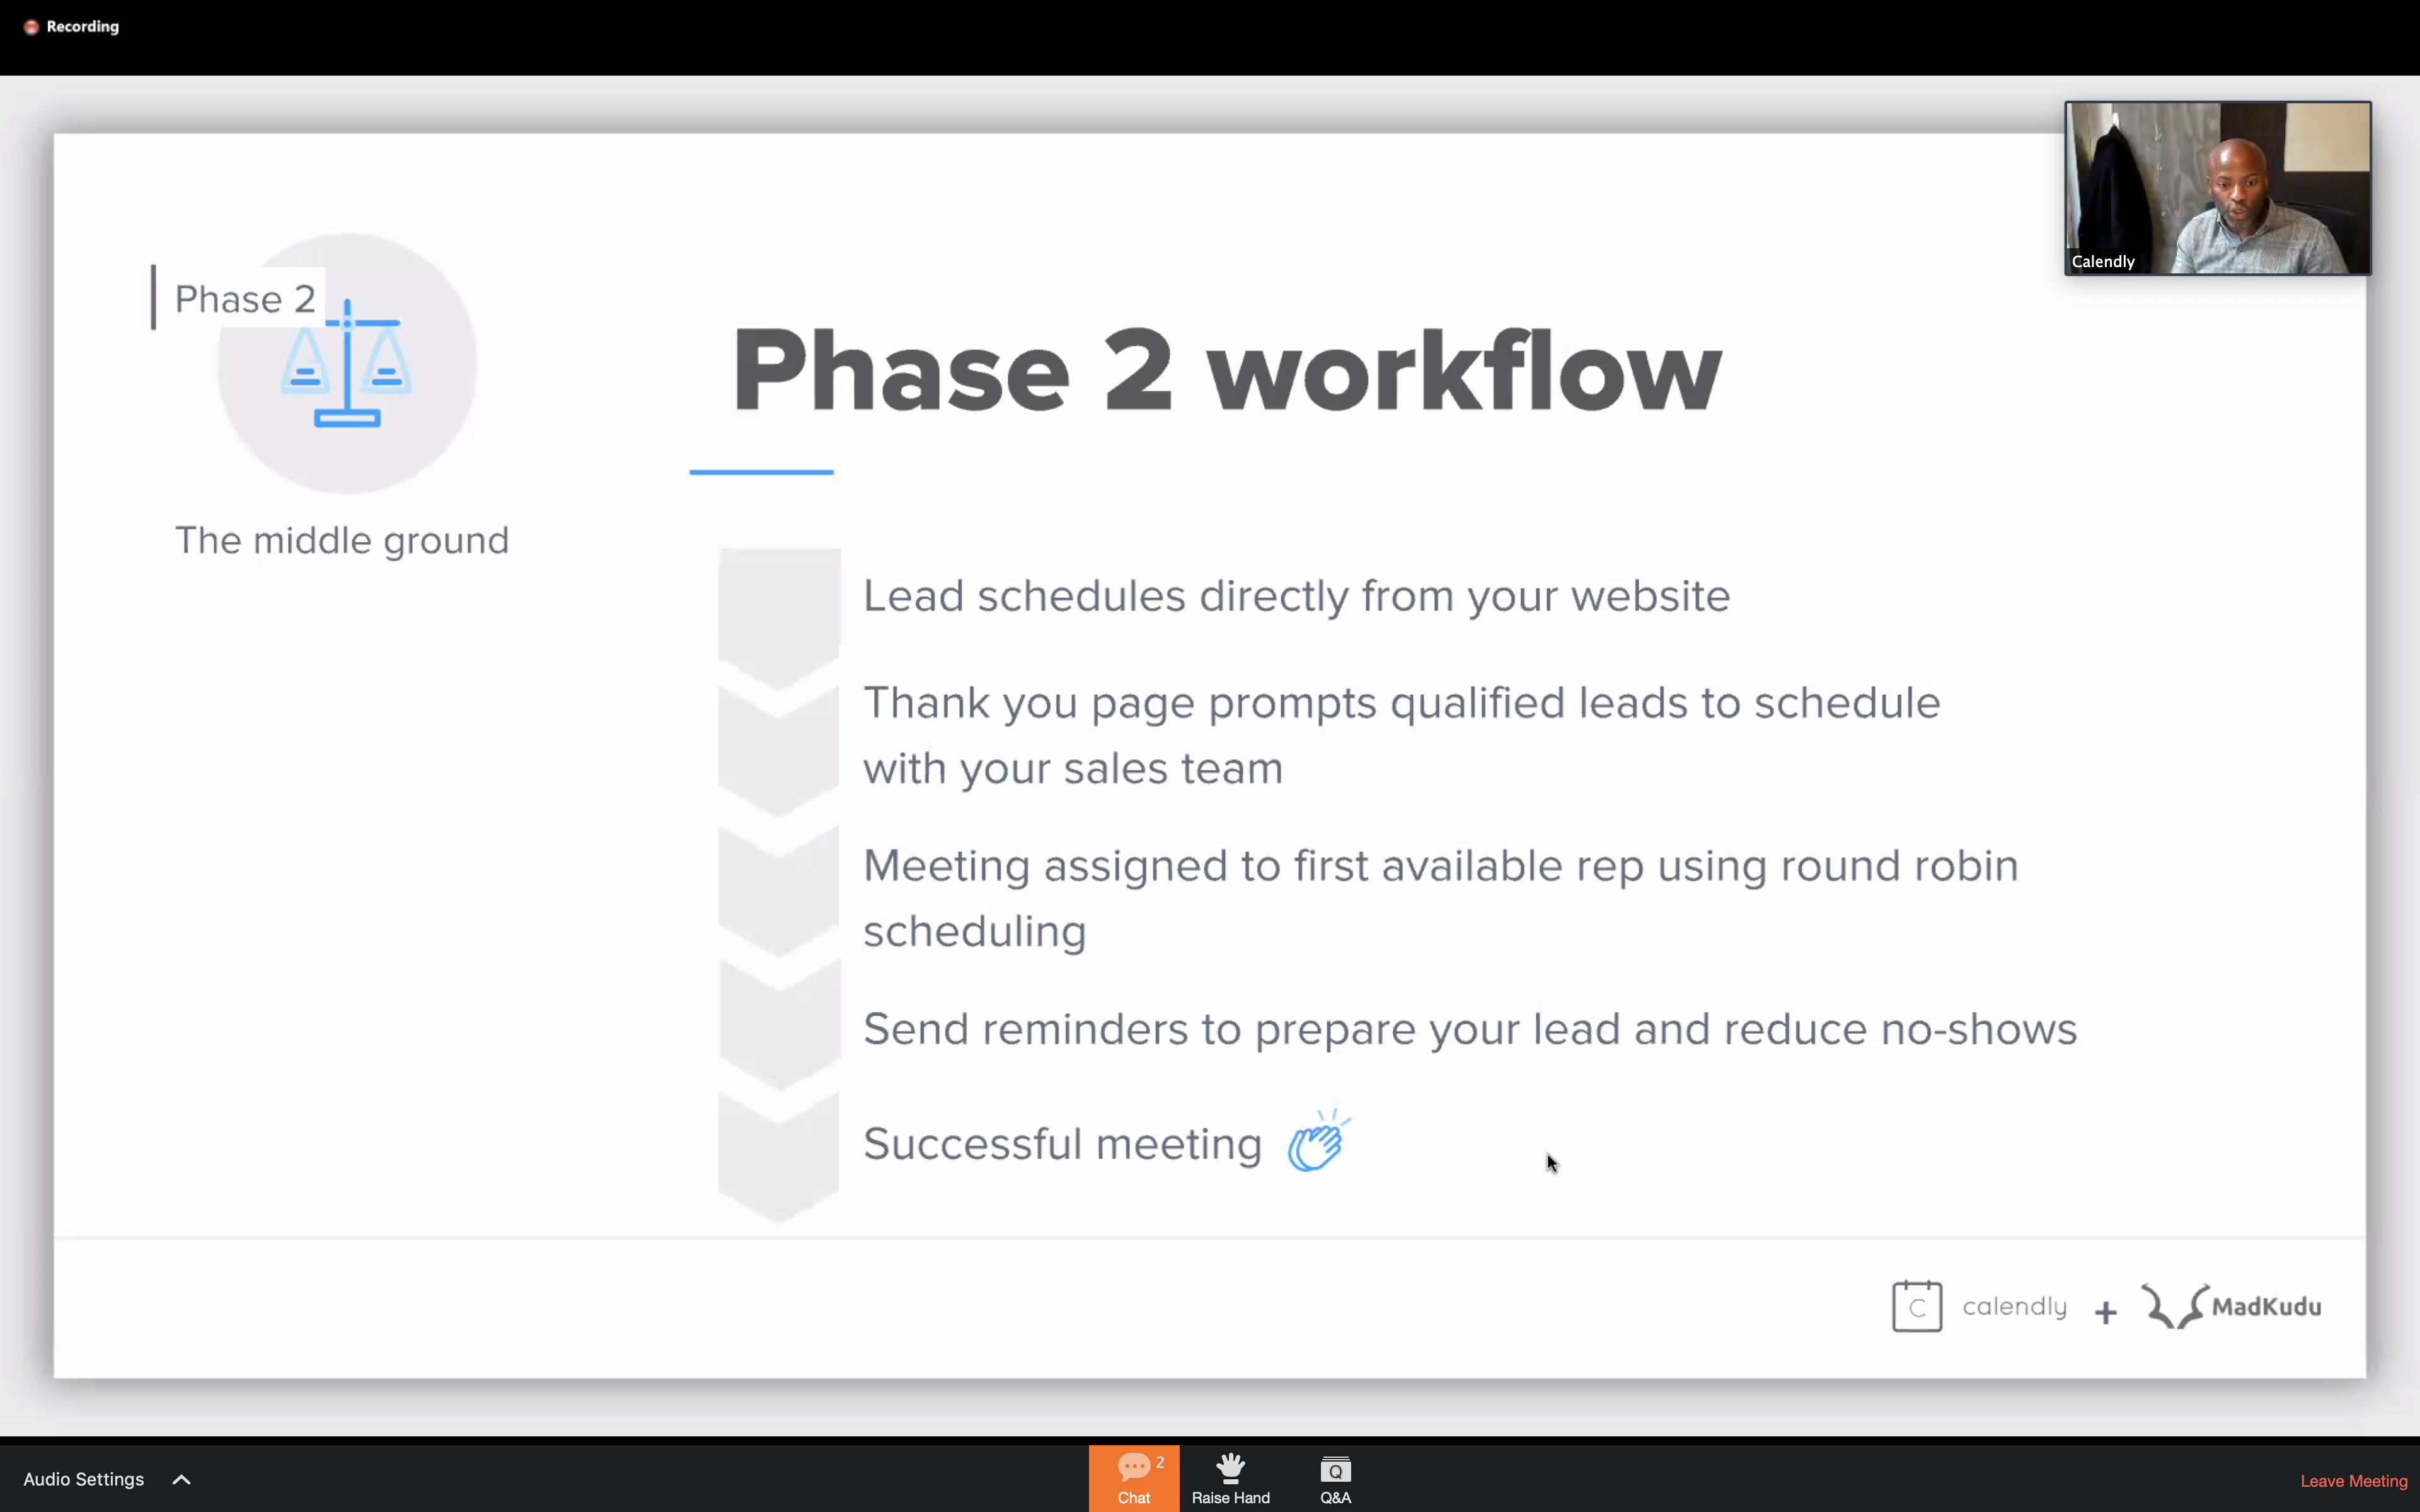 Recording
Calendly
Phase 2
The middle ground
Phase 2 workflow
Lead schedules directly from your website
Thank you page prompts qualified leads to schedule
with your sales team
Meeting assigned to first available rep using round robin
scheduling
Send reminders to prepare your lead and reduce no-shows
Successful meeting
C calendly + MadKudu
Audio Settings
2
Chat
Raise Hand
Q
Q&A
Leave Meeting